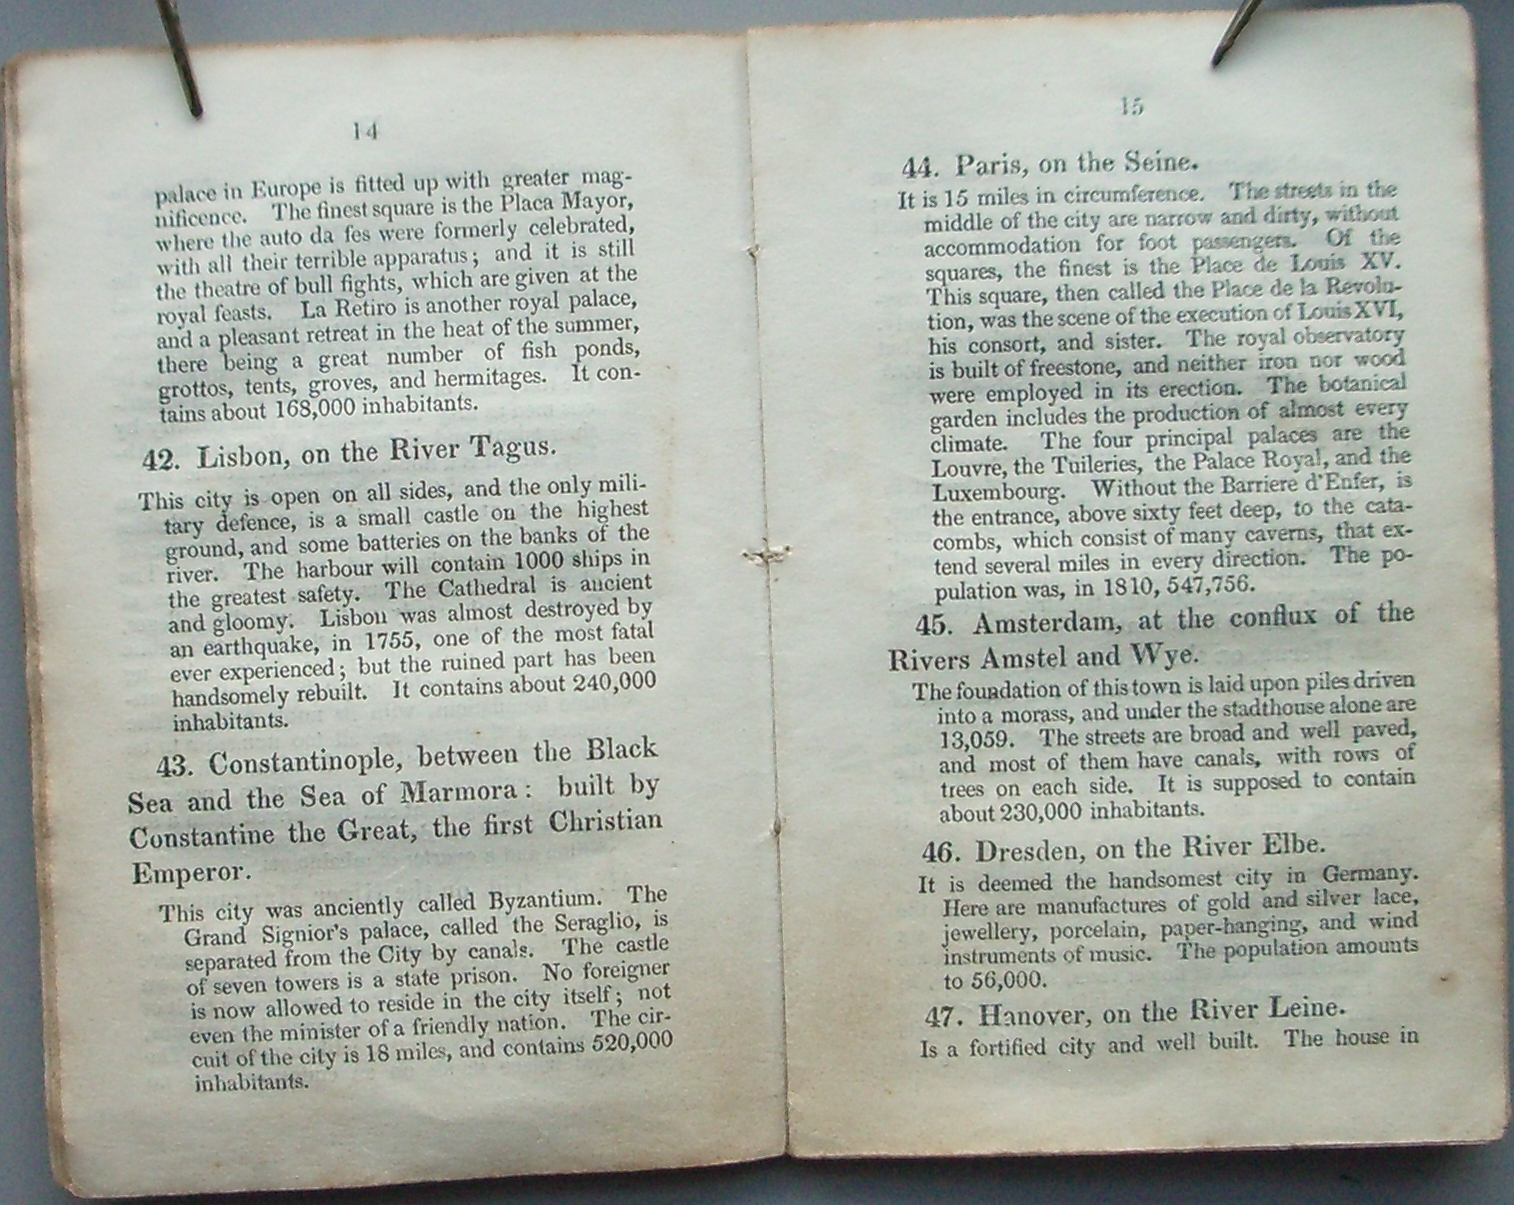 14
palace in Europe is fitted up with greater mag-
nificence. The finest square is the Placa Mayor,
where the auto da fes were formerly celebrated,
with all their terrible apparatus; and it is still
the theatre of bull fights, which are given at the
royal feasts. La Retiro is another royal palace,
and a pleasant retreat in the heat of the summer,
there being a great number of fish ponds,
grottos, tents, groves, and hermitages. It con-
tains about 168,000 inhabitants.
42. Lisbon, on the River Tagus.
This city is open on all sides, and the only mili-
tary defence, is a small castle on the highest
ground, and some batteries on the banks of the
river. The harbour will contain 1000 ships in
the greatest safety. The Cathedral is ancient
and gloomy. Lisbon was almost destroyed by
an earthquake, in 1755, one of the most fatal
ever experienced; but the ruined part has been
handsomely rebuilt. It contains about 240,000
inhabitants.
43. Constantinople, between the Black
Sea and the Sea of Marmora: built by
Constantine the Great, the first Christian
Emperor.
This city was anciently called Byzantium. The
Grand Signior's palace, called the Seraglio, is
separated from the City by canals. The castle
of seven towers is a state prison. No foreigner
is now allowed to reside in the city itself; not
even the minister of a friendly nation. The cir-
cuit of the city is 18 miles, and contains 520,000
inhabitants.
15
44. Paris, on the Seine.
It is 15 miles in circumference. The streets in the
middle of the city are narrow and dirty, without
accommodation for foot passengers. Of the
squares, the finest is the Place de Louis XV.
This square, then called the Place de la Revolu-
tion, was the scene of the execution of Louis XVI,
his consort, and sister. The royal observatory
is built of freestone, and neither iron nor wood
were employed in its erection. The botanical
garden includes the production of almost every
climate. The four principal palaces are the
Louvre, the Tuileries, the Palace Royal, and the
Luxembourg. Without the Barriere d'Enfer, is
the entrance, above sixty feet deep, to the cata-
combs, which consist of many caverns, that ex-
tend several miles in every direction. The po-
pulation was, in 1810, 547,756.
45. Amsterdam, at the conflux of the
Rivers Amstel and Wye.
The foundation of this town is laid upon piles driven
into a morass, and under the stadthouse alone are
13,059. The streets are broad and well paved,
and most of them have canals, with rows of
trees on each side. It is supposed to contain
about 230,000 inhabitants.
46. Dresden, on the River Elbe.
It is deemed the handsomest city in Germany.
Here are manufactures of gold and silver lace,
jewellery, porcelain, paper-hanging, and wind
instruments of music. The population amounts
to 56,000.
47. Hanover, on the River Leine.
Is a fortified city and well built. The house in